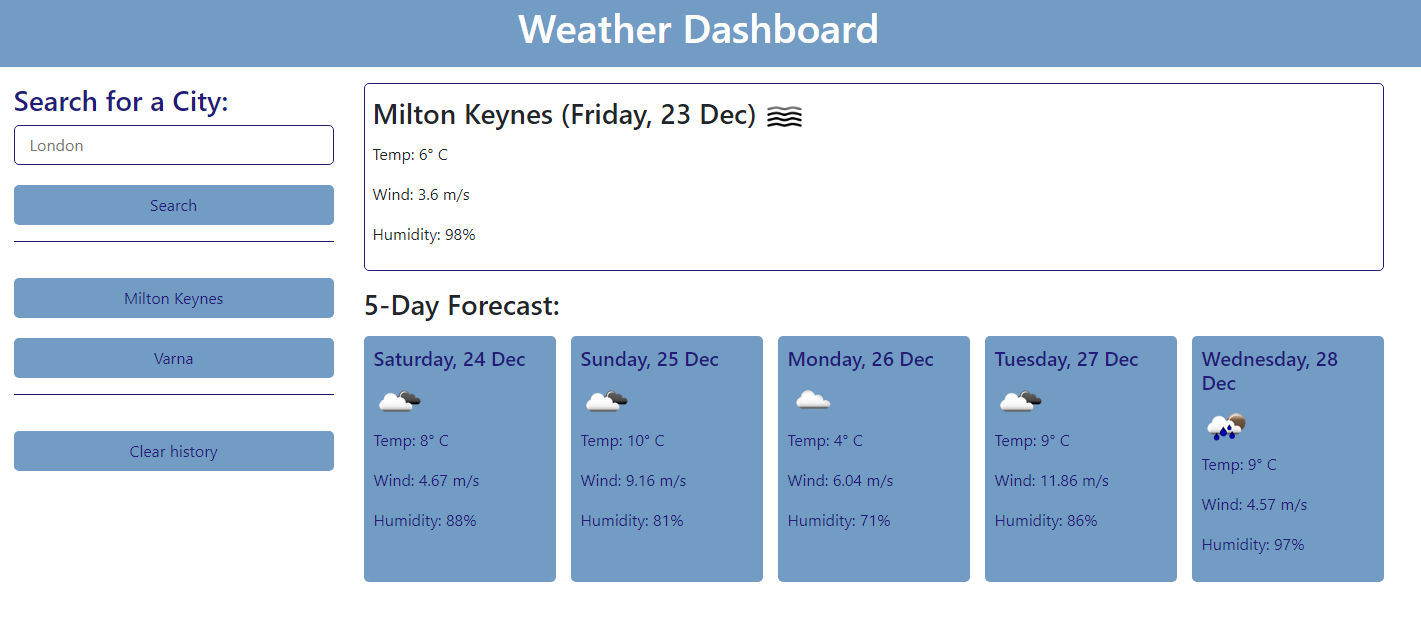 Weather Dashboard
Search for a City:
London
Search
Milton Keynes
Varna
Clear history
Milton Keynes (Friday, 23 Dec)
Temp: 6° C
Wind: 3.6 m/s
Humidity: 98%
5-Day Forecast:
Saturday, 24 Dec
Temp: 8° C
Wind: 4.67 m/s
Humidity: 88%
Sunday, 25 Dec
Temp: 10° C
Wind: 9.16 m/s
Humidity: 81%
Monday, 26 Dec
Temp: 4° C
Wind: 6.04 m/s
Humidity: 71%
Tuesday, 27 Dec
Temp: 9° C
Wind: 11.86 m/s
Humidity: 86%
Wednesday, 28
Dec
Temp: 9° C
Wind: 4.57 m/s
Humidity: 97%